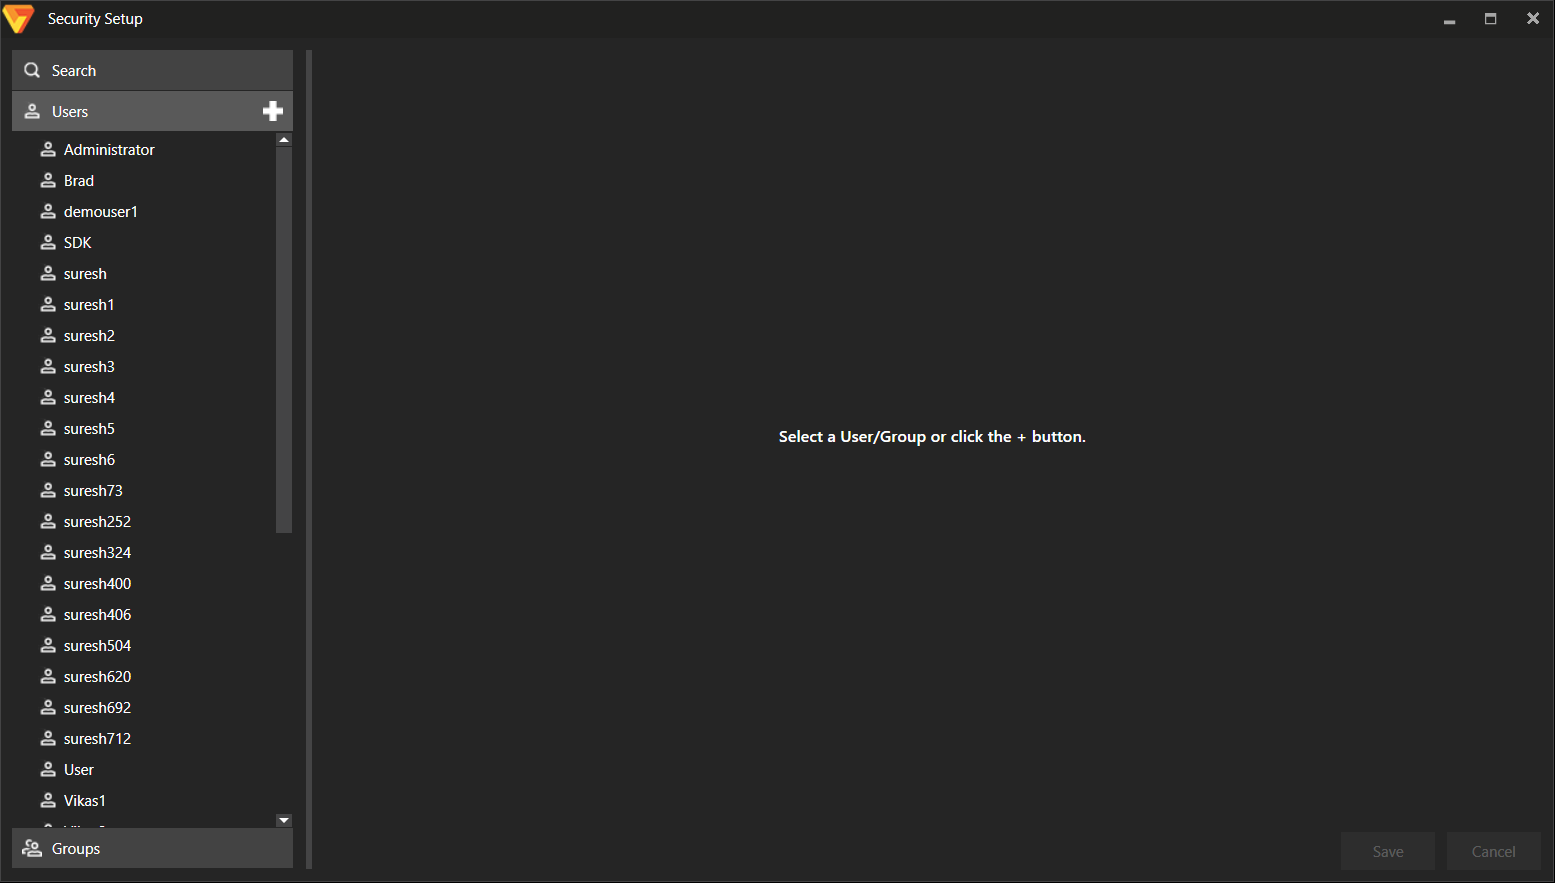 Security Setup
Search
Users
Administrator
Brad
demouser1
SDK
suresh
suresh1
suresh2
suresh3
suresh4
suresh5
suresh6
suresh73
suresh252
suresh324
suresh400
suresh406
suresh504
suresh620
suresh692
suresh712
User
Vikas1
Groups
Select a User/Group or click the + button.
Save
Cancel